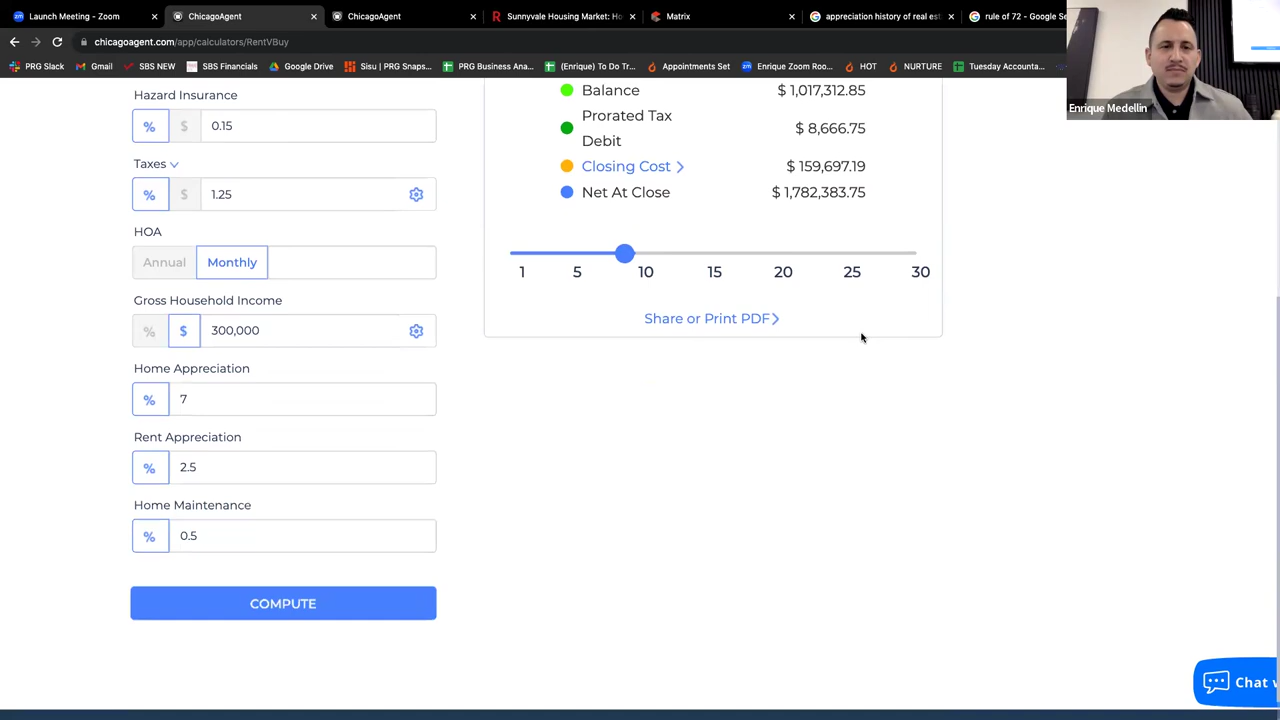 Launch Meeting - Zoom
ChicagoAgent
ChicagoAgent
Sunnyvale Housing Market: Ho
Matrix
appreciation history of real est
rule of 72 - Google Se
chicagoagent.com/app/calculators/RentVBuy
PRG Slack
Gmail
SBS NEW
SBS Financials
Google Drive
Sisu | PRG Snaps...
PRG Business Ana...
(Enrique) To Do Tr...
Appointments Set
Enrique Zoom Roo...
HOT
NURTURE
Tuesday Accounta...
Enrique Medellin
Hazard Insurance
% $ 0.15
Taxes
% $ 1.25
HOA
Annual Monthly
Gross Household Income
% $ 300,000
Home Appreciation
% 7
Rent Appreciation
% 2.5
Home Maintenance
% 0.5
COMPUTE
Balance $ 1,017,312.85
Prorated Tax
Debit $ 8,666.75
Closing Cost $ 159,697.19
Net At Close $ 1,782,383.75
1 5 10 15 20 25 30
Share or Print PDF
Chat